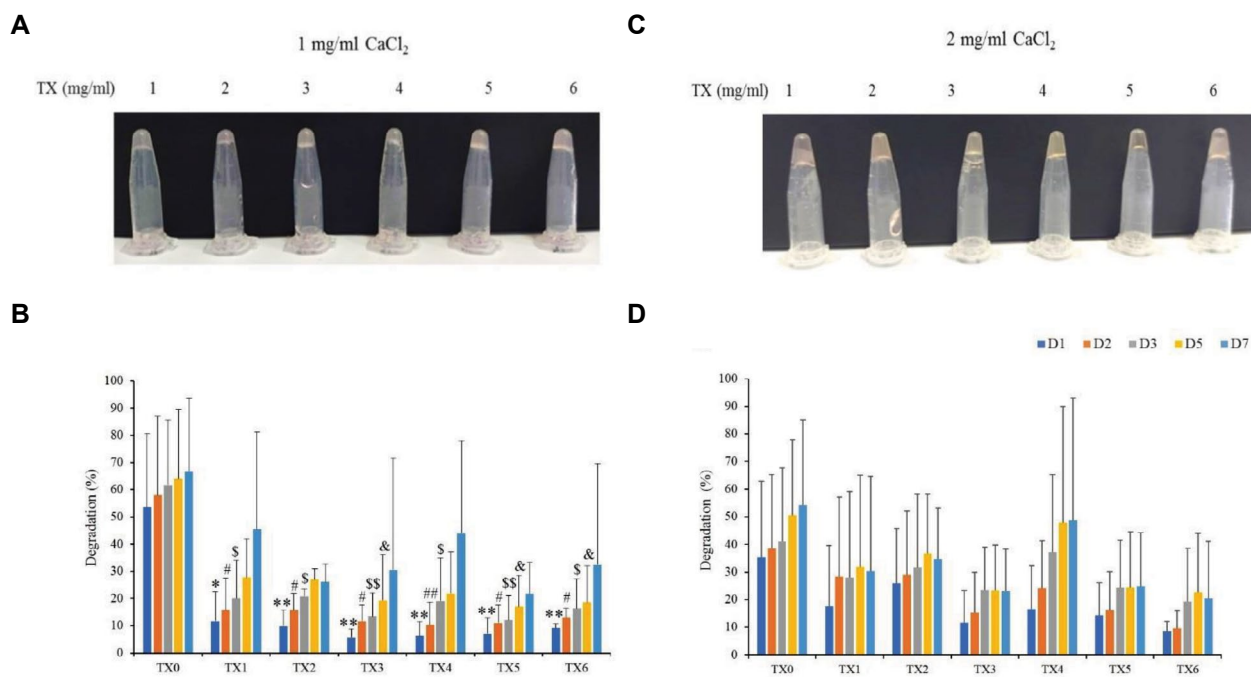 A
1 mg/ml CaCl₂
TX (mg/ml) 1 2 3 4 5 6
C
2 mg/ml CaCl₂
TX (mg/ml) 1 2 3 4 5 6
B
Degradation (%)
100
90
80
70
60
50
40
30
20
10
0
* # $
** # $
** # $$ &
** ## $
** # $$ &
** # $ &
TX0 TX1 TX2 TX3 TX4 TX5 TX6
D
D1 D2 D3 D5 D7
Degradation (%)
100
90
80
70
60
50
40
30
20
10
0
TX0 TX1 TX2 TX3 TX4 TX5 TX6